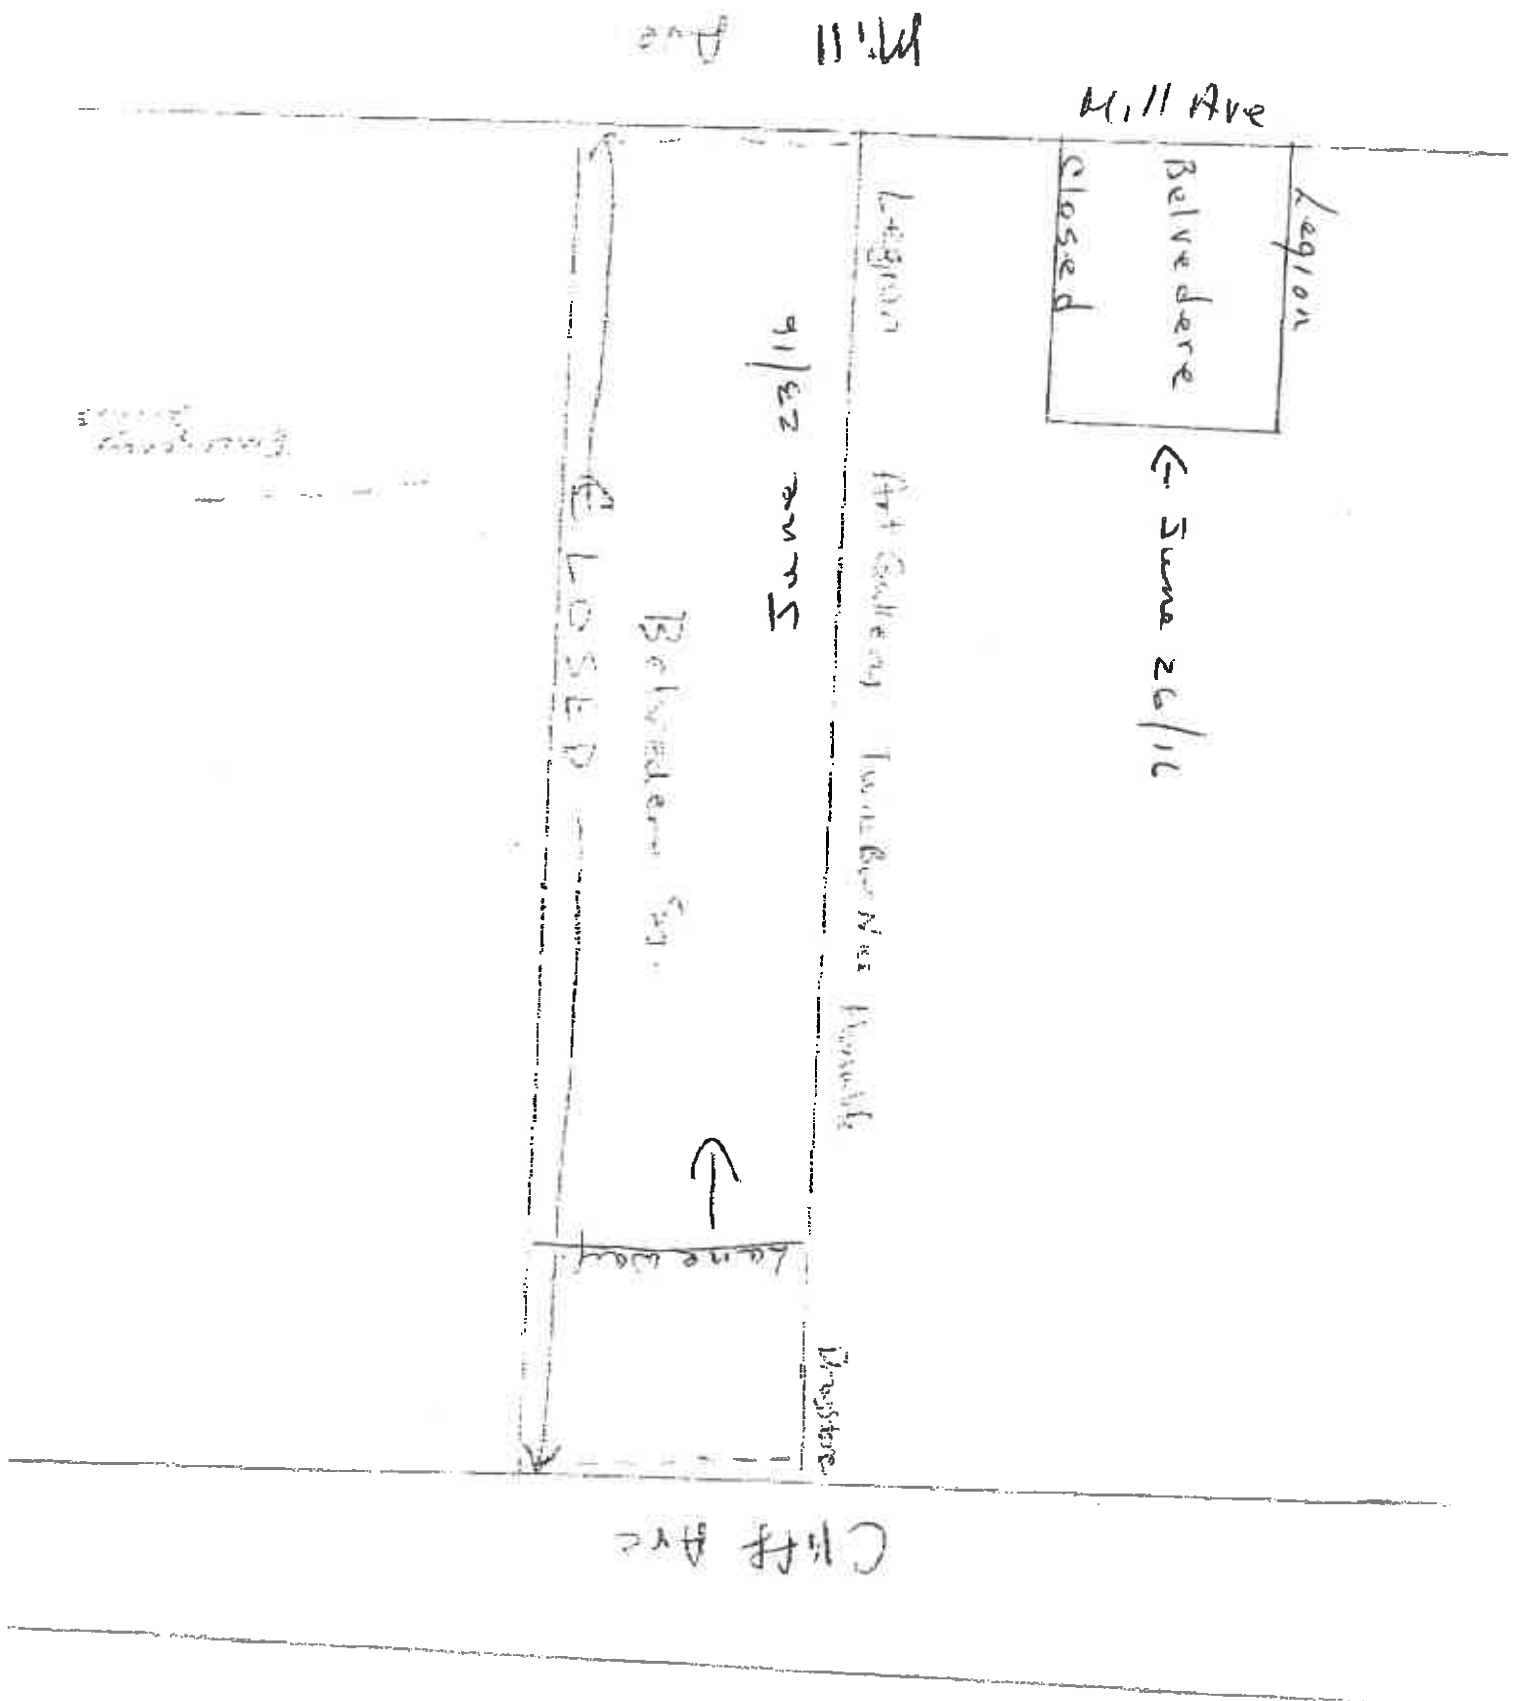 Mill Ave
Mill Ave
Legion
Belvedere
Closed
← June 26/16
Legion
Art Gallery
June 23/16
Belvedere
CLOSED
Laneway
Cliff Ave